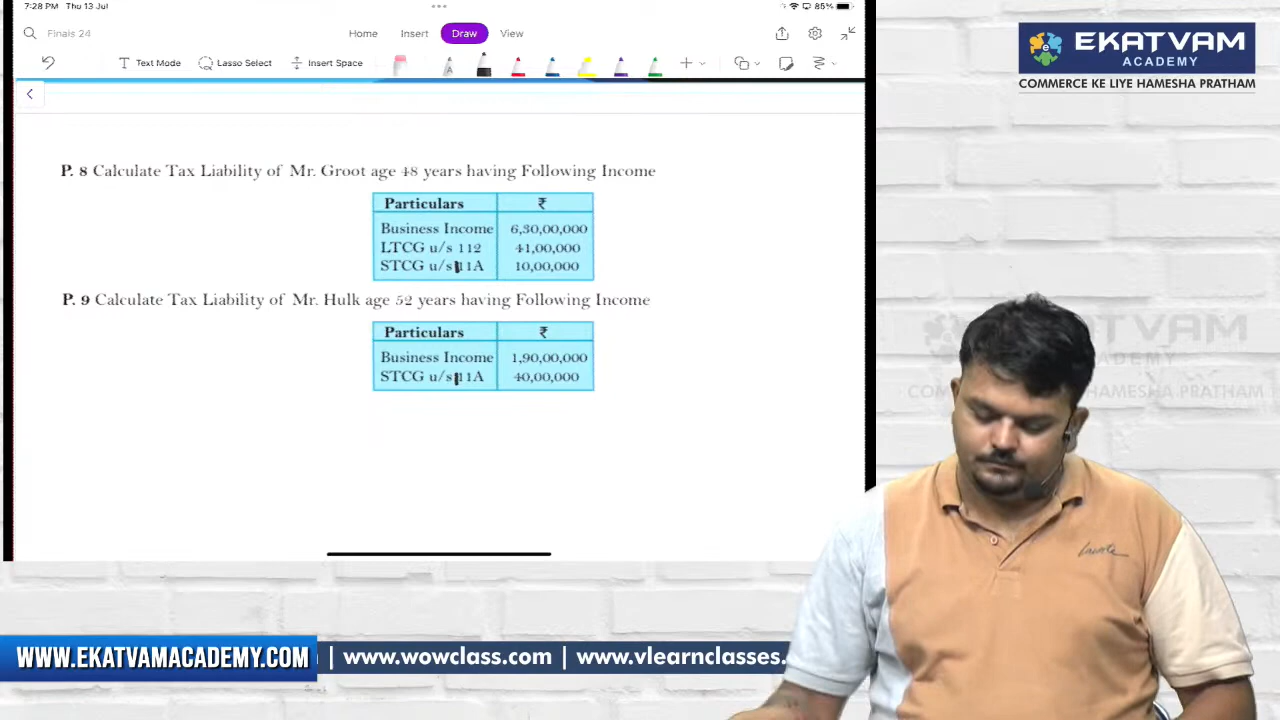 7:28 PM Thu 13 Jul
85%
Finals 24
Home Insert Draw View
Text Mode Lasso Select Insert Space
EKATVAM
ACADEMY
COMMERCE KE LIYE HAMESHA PRATHAM
P. 8 Calculate Tax Liability of Mr. Groot age 48 years having Following Income
Particulars ₹
Business Income 6,30,00,000
LTCG u/s 112 41,00,000
STCG u/s 111A 10,00,000
P. 9 Calculate Tax Liability of Mr. Hulk age 52 years having Following Income
Particulars ₹
Business Income 1,90,00,000
STCG u/s 111A 40,00,000
WWW.EKATVAMACADEMY.COM | www.wowclass.com | www.vlearnclasses.